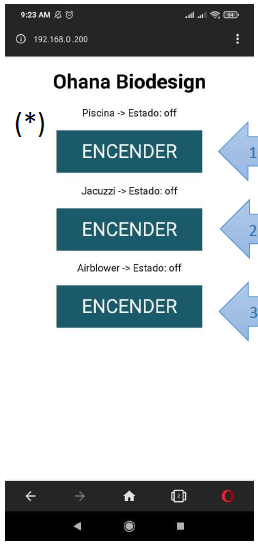 9:23 AM
54
192.168.0.200
Ohana Biodesign
(*)
Piscina -> Estado: off
ENCENDER
1
Jacuzzi -> Estado: off
ENCENDER
2
Airblower -> Estado: off
ENCENDER
3
2